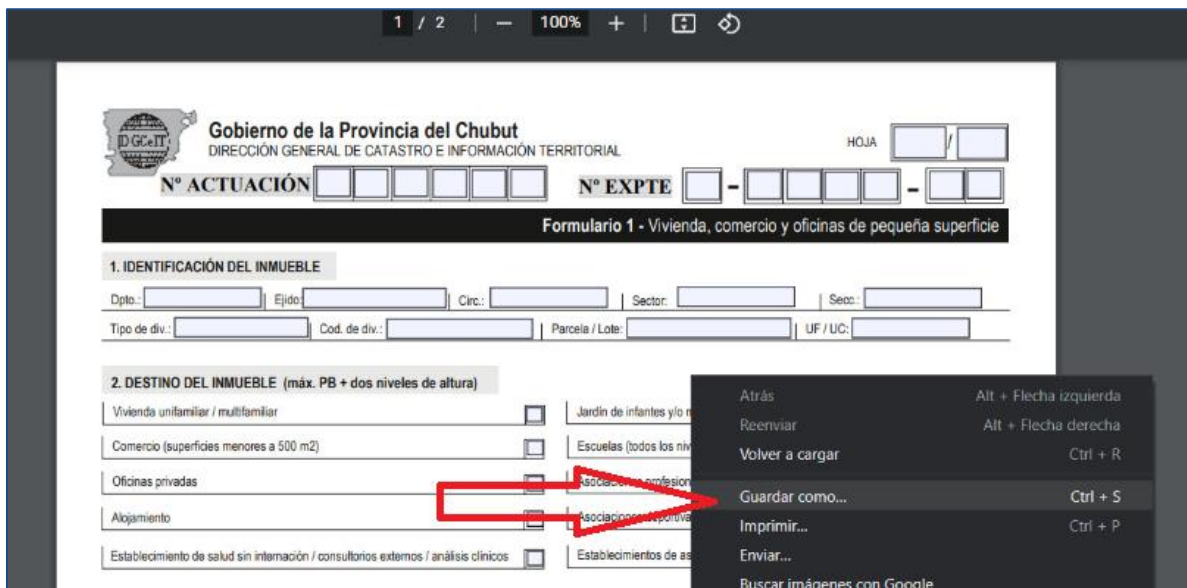 1 / 2 | − 100% + |
DGCeIT
Gobierno de la Provincia del Chubut
DIRECCIÓN GENERAL DE CATASTRO E INFORMACIÓN TERRITORIAL
HOJA /
Nº ACTUACIÓN Nº EXPTE - -
Formulario 1 - Vivienda, comercio y oficinas de pequeña superficie
1. IDENTIFICACIÓN DEL INMUEBLE
Dpto.: Ejido: Circ.: Sector: Secc.:
Tipo de div.: Cod. de div.: Parcela / Lote: UF / UC:
2. DESTINO DEL INMUEBLE (máx. PB + dos niveles de altura)
Vivienda unifamiliar / multifamiliar Jardín de infantes y/o
Comercio (superficies menores a 500 m2) Escuelas (todos los
Oficinas privadas
Alojamiento
Establecimiento de salud sin internación / consultorios externos / análisis clínicos Establecimientos de
Atrás Alt + Flecha izquierda
Reenviar Alt + Flecha derecha
Volver a cargar Ctrl + R
Guardar como... Ctrl + S
Imprimir... Ctrl + P
Enviar...
Buscar imágenes con Google